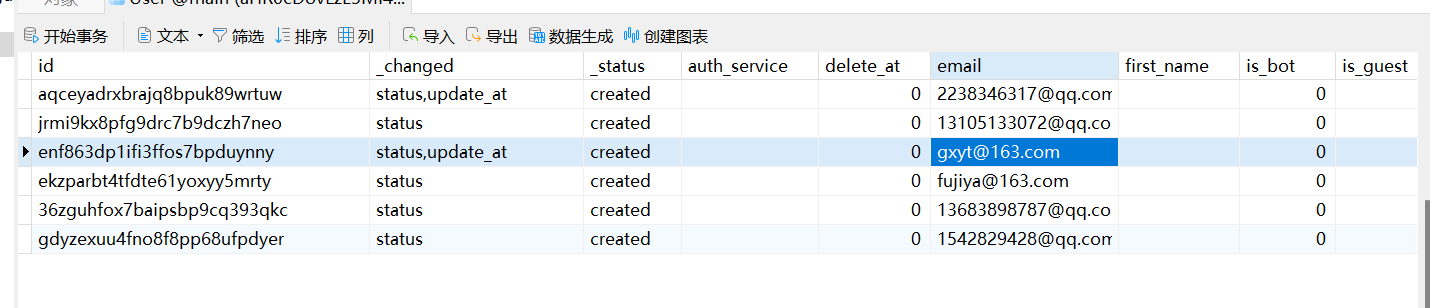 对象
开始事务 文本 筛选 排序 列 导入 导出 数据生成 创建图表
id _changed _status auth_service delete_at email first_name is_bot is_guest
aqceyadrxbrajq8bpuk89wrtuw status,update_at created 0 2238346317@qq.com 0
jrmi9kx8pfg9drc7b9dczh7neo status created 0 13105133072@qq.co 0
enf863dp1ifi3ffos7bpduynny status,update_at created 0 gxyt@163.com 0
ekzparbt4tfdte61yoxyy5mrty status created 0 fujiya@163.com 0
36zguhfox7baipsbp9cq393qkc status created 0 13683898787@qq.co 0
gdyzexuu4fno8f8pp68ufpdyer status created 0 1542829428@qq.com 0